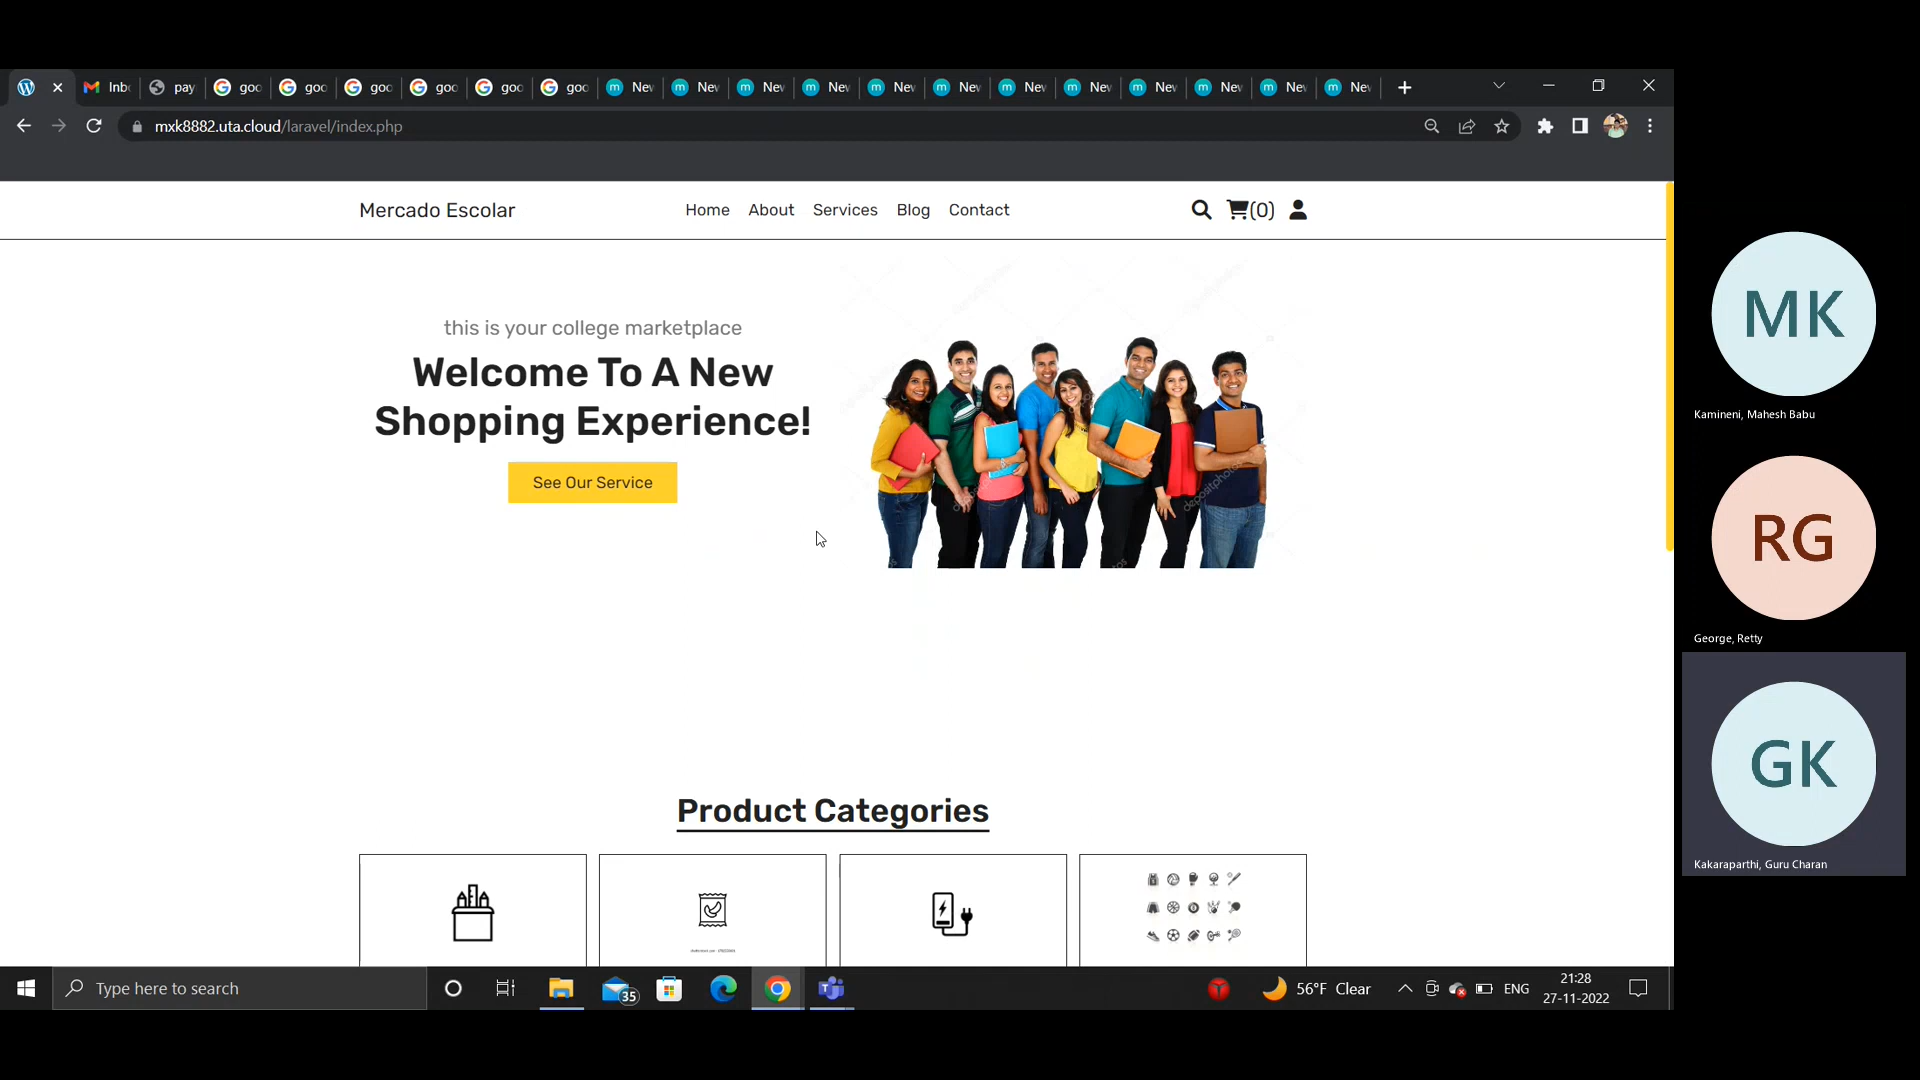 Inb
pay
goo
goo
goo
goo
goo
goo
Nev
Nev
Nev
Nev
Nev
Nev
Nev
Nev
Nev
Nev
Nev
Nev
mxk8882.uta.cloud/laravel/index.php
Mercado Escolar
Home
About
Services
Blog
Contact
(0)
this is your college marketplace
Welcome To A New
Shopping Experience!
See Our Service
depositphotos
Product Categories
MK
Kamineni, Mahesh Babu
RG
George, Retty
GK
Kakaraparthi, Guru Charan
Type here to search
35
56°F Clear
ENG
21:28
27-11-2022